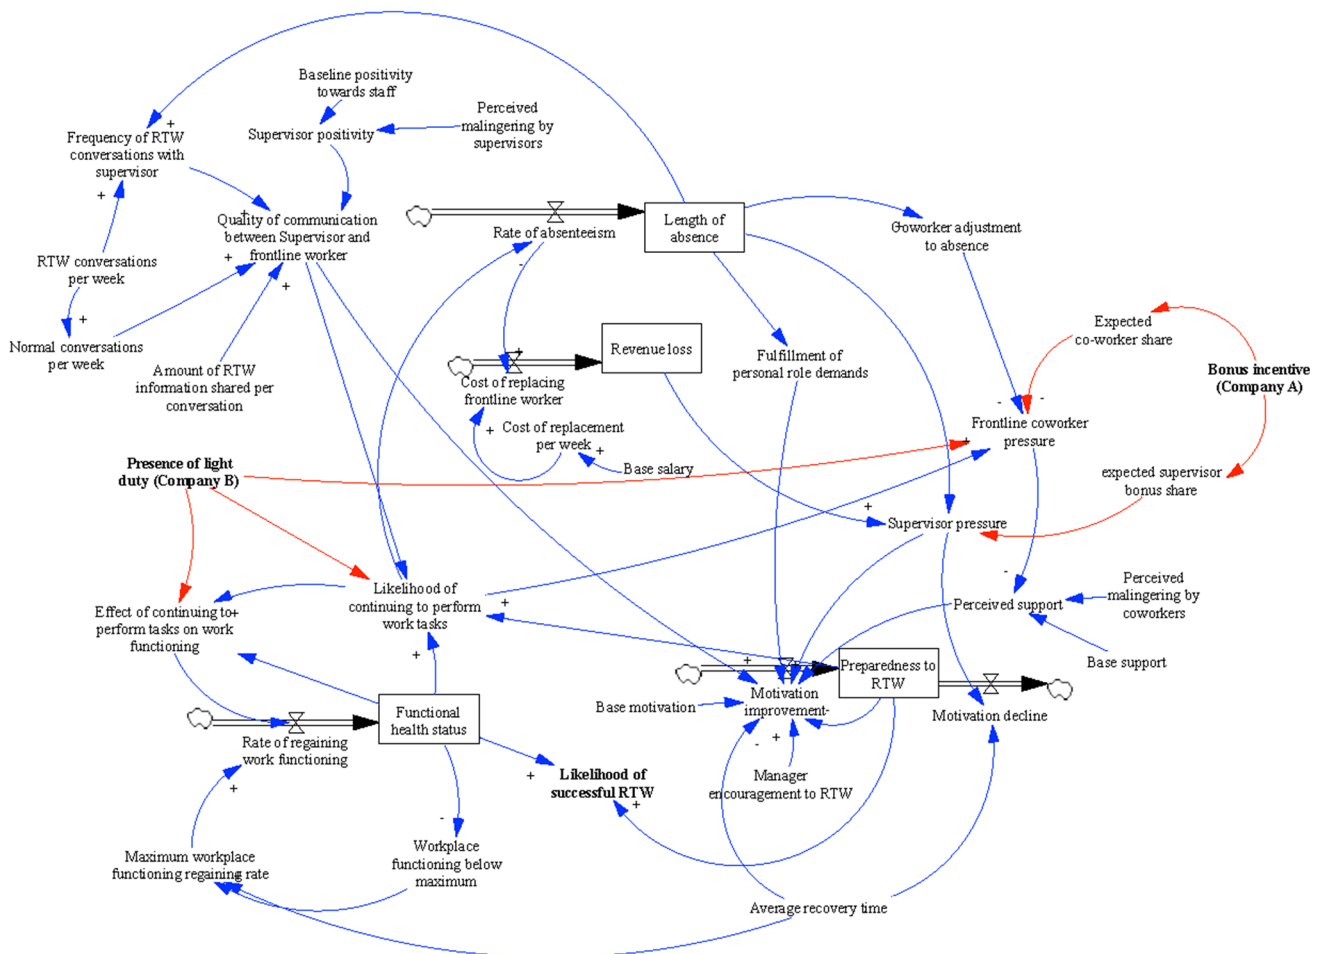 Baseline positivity
towards staff
Perceived
malingering by
supervisors
+
Frequency of RTW
conversations with
supervisor
Supervisor positivity
+
Quality of communication
between Supervisor and
frontline worker
+
+
+
RTW conversations
per week
+
Normal conversations
per week
Amount of RTW
information shared per
conversation
Rate of absenteeism
-
Length of
absence
Coworker adjustment
to absence
-
Revenue loss
+
Cost of replacing
frontline worker
+
Cost of replacement
per week
+
Base salary
Fulfillment of
personal role demands
Expected
co-worker share
Bonus incentive
(Company A)
-
-
Frontline coworker
pressure
+
expected supervisor
bonus share
Presence of light
duty (Company B)
+
Supervisor pressure
-
Perceived support
Perceived
malingering by
coworkers
Base support
Likelihood of
continuing to perform
work tasks
+
+
Effect of continuing to
perform tasks on work
functioning
+
Functional
health status
Rate of regaining
work functioning
+
Base motivation
+
+
Motivation
improvement
-
Preparedness to
RTW
Motivation decline
-
+
Manager
encouragement to RTW
+
Likelihood of
successful RTW
+
-
Workplace
functioning below
maximum
Maximum workplace
functioning regaining rate
Average recovery time